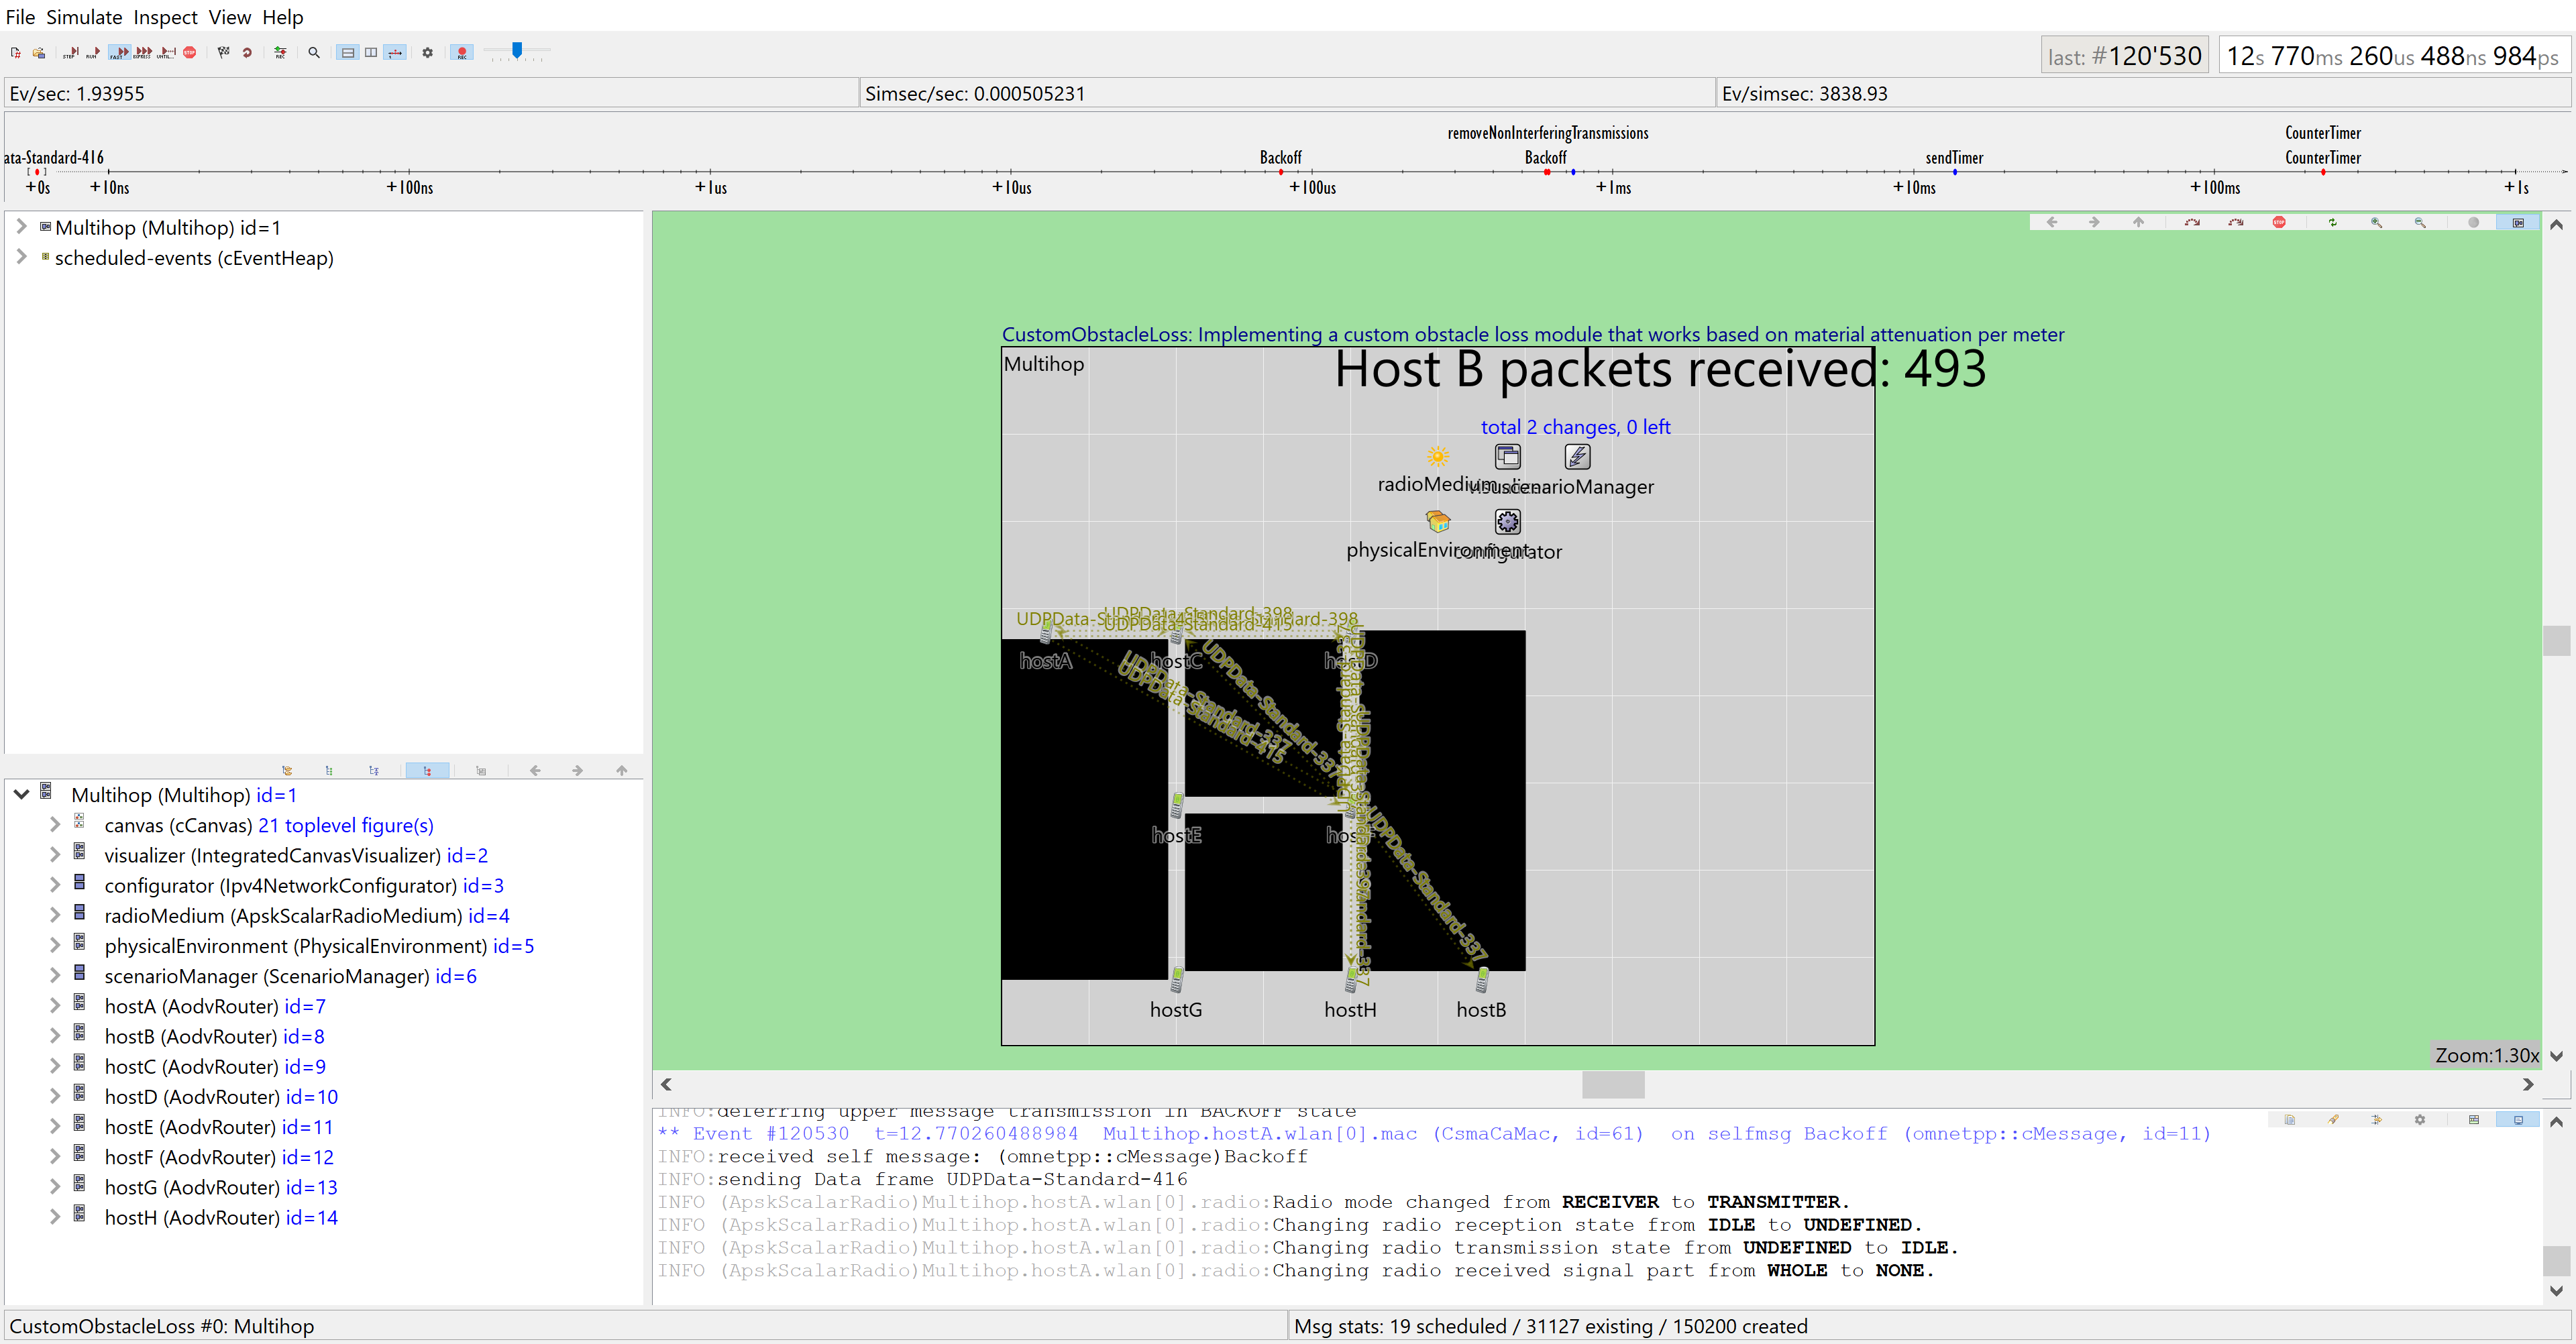 File Simulate Inspect View Help
last: #120'530 12s 770ms 260us 488ns 984ps
Ev/sec: 1.93955 Simsec/sec: 0.000505231 Ev/simsec: 3838.93
removeNonInterferingTransmissions CounterTimer
ata-Standard-416 Backoff Backoff sendTimer CounterTimer
+0s +10ns +100ns +1us +10us +100us +1ms +10ms +100ms +1s
Multihop (Multihop) id=1
scheduled-events (cEventHeap)
Multihop (Multihop) id=1
canvas (cCanvas) 21 toplevel figure(s)
visualizer (IntegratedCanvasVisualizer) id=2
configurator (Ipv4NetworkConfigurator) id=3
radioMedium (ApskScalarRadioMedium) id=4
physicalEnvironment (PhysicalEnvironment) id=5
scenarioManager (ScenarioManager) id=6
hostA (AodvRouter) id=7
hostB (AodvRouter) id=8
hostC (AodvRouter) id=9
hostD (AodvRouter) id=10
hostE (AodvRouter) id=11
hostF (AodvRouter) id=12
hostG (AodvRouter) id=13
hostH (AodvRouter) id=14
CustomObstacleLoss: Implementing a custom obstacle loss module that works based on material attenuation per meter
Multihop
Host B packets received: 493
total 2 changes, 0 left
radioMedium scenarioManager
physicalEnvironment configurator
UDPData-Standard-398
UDPData-Standard-415
hostA hostC hostD
UDPData-Standard-337
UDPData-Standard-415
UDPData-Standard-337
hostE
UDPData-Standard-337
hostG hostH hostB
Zoom:1.30x
INFO:deferring upper message transmission in BACKOFF state
** Event #120530 t=12.770260488984 Multihop.hostA.wlan[0].mac (CsmaCaMac, id=61) on selfmsg Backoff (omnetpp::cMessage, id=11)
INFO:received self message: (omnetpp::cMessage)Backoff
INFO:sending Data frame UDPData-Standard-416
INFO (ApskScalarRadio)Multihop.hostA.wlan[0].radio:Radio mode changed from RECEIVER to TRANSMITTER.
INFO (ApskScalarRadio)Multihop.hostA.wlan[0].radio:Changing radio reception state from IDLE to UNDEFINED.
INFO (ApskScalarRadio)Multihop.hostA.wlan[0].radio:Changing radio transmission state from UNDEFINED to IDLE.
INFO (ApskScalarRadio)Multihop.hostA.wlan[0].radio:Changing radio received signal part from WHOLE to NONE.
CustomObstacleLoss #0: Multihop Msg stats: 19 scheduled / 31127 existing / 150200 created